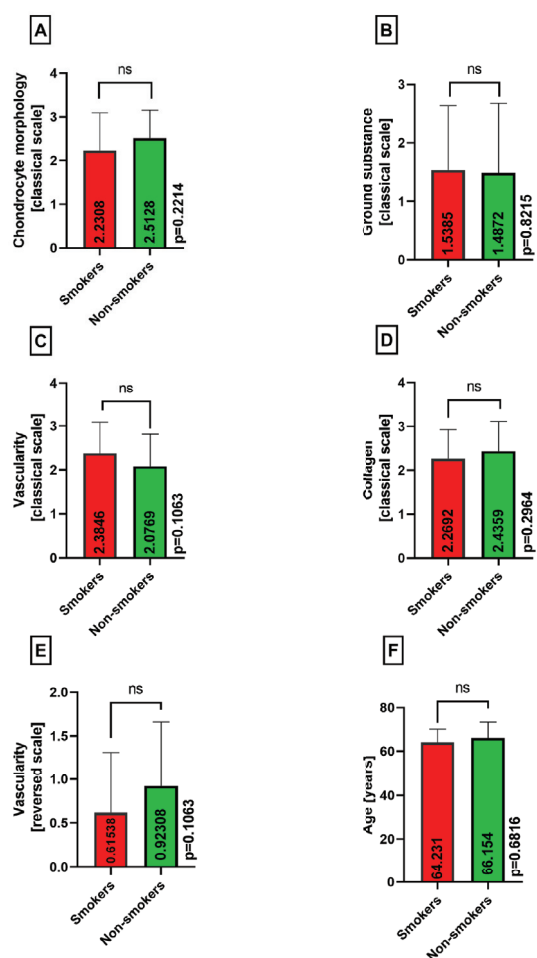 A
Chondrocyte morphology
[classical scale]
4
3
2
1
0
ns
2.2308
2.5128
p=0.2214
Smokers
Non-smokers
B
Ground substance
[classical scale]
3
2
1
0
ns
1.5385
1.4872
p=0.8215
Smokers
Non-smokers
C
Vascularity
[classical scale]
4
3
2
1
0
ns
2.3846
2.0769
p=0.1063
Smokers
Non-smokers
D
Collagen
[classical scale]
4
3
2
1
0
ns
2.2692
2.4359
p=0.2964
Smokers
Non-smokers
E
Vascularity
[reversed scale]
2.0
1.5
1.0
0.5
0.0
ns
0.61538
0.92308
p=0.1063
Smokers
Non-smokers
F
Age [years]
80
60
40
20
0
ns
64.231
66.154
p=0.6816
Smokers
Non-smokers